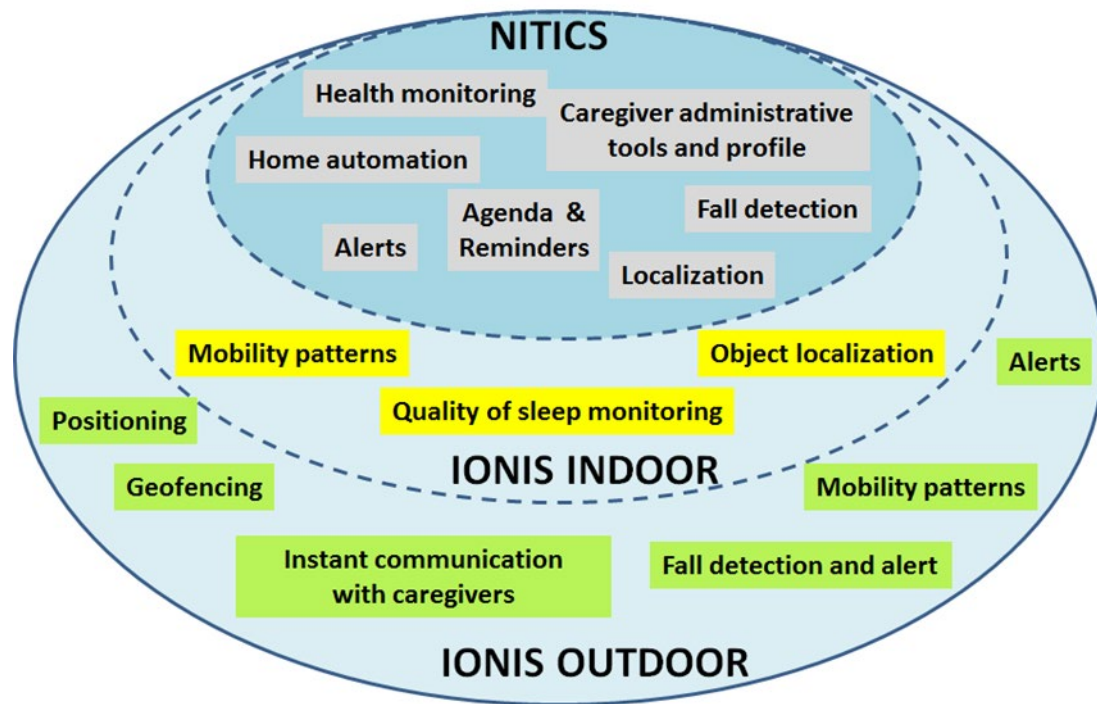 NITICS
Health monitoring
Caregiver administrative
tools and profile
Home automation
Agenda &
Reminders
Fall detection
Alerts
Localization
Mobility patterns
Object localization
Alerts
Quality of sleep monitoring
Positioning
IONIS INDOOR
Geofencing
Mobility patterns
Instant communication
with caregivers
Fall detection and alert
IONIS OUTDOOR